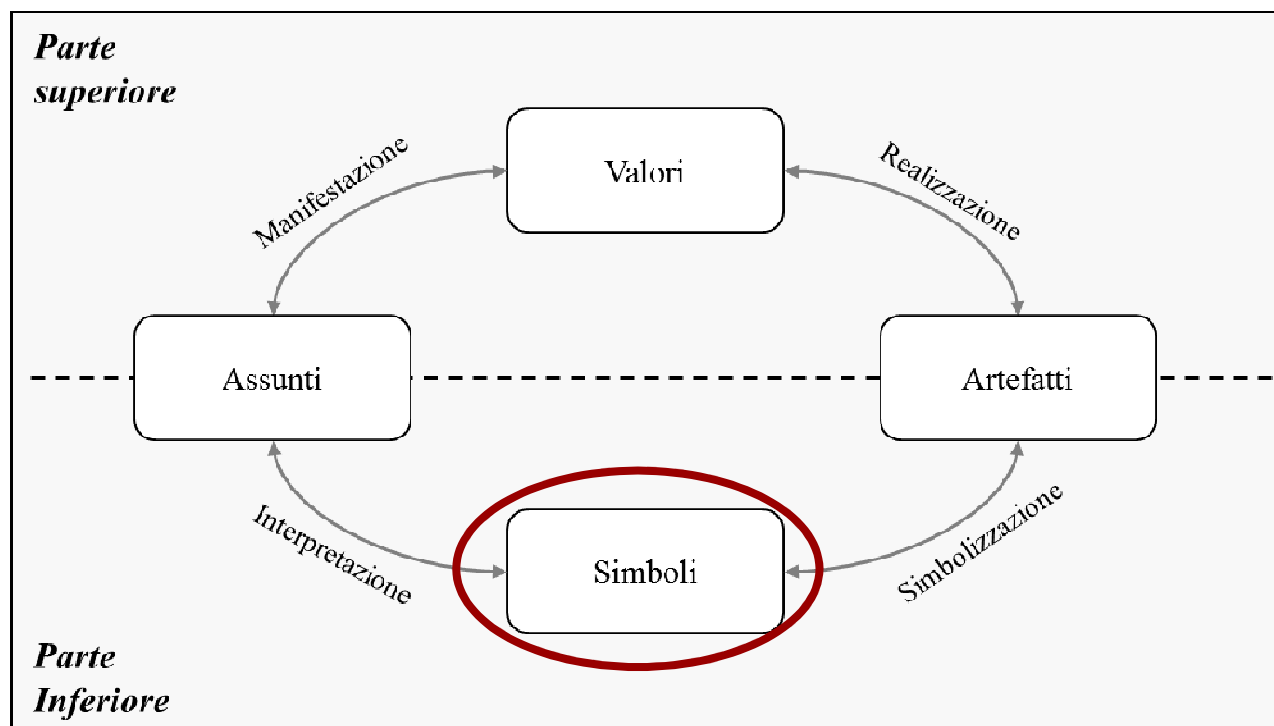 Parte
superiore
Valori
Manifestazione
Realizzazione
Assunti
Artefatti
Interpretazione
Simboli
Simbolizzazione
Parte
Inferiore